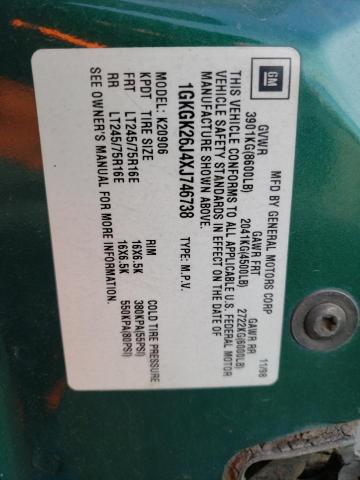 GM
MFD BY GENERAL MOTORS CORP
11/98
GVWR GAWR FRT GAWR RR
3901KG(8600LB) 2041KG(4500LB) 2722KG(6000LB)
THIS VEHICLE CONFORMS TO ALL APPLICABLE U.S. FEDERAL MOTOR
VEHICLE SAFETY STANDARDS IN EFFECT ON THE DATE OF
MANUFACTURE SHOWN ABOVE.
1GKGK26J4XJ746738 TYPE: M.P.V.
MODEL: K20906
KPDT TIRE SIZE RIM COLD TIRE PRESSURE
FRT LT245/75R16E 16X6.5K 380KPA(55PSI)
RR LT245/75R16E 16X6.5K 550KPA(80PSI)
SEE OWNER'S MANUAL FOR MORE INFORMATION.